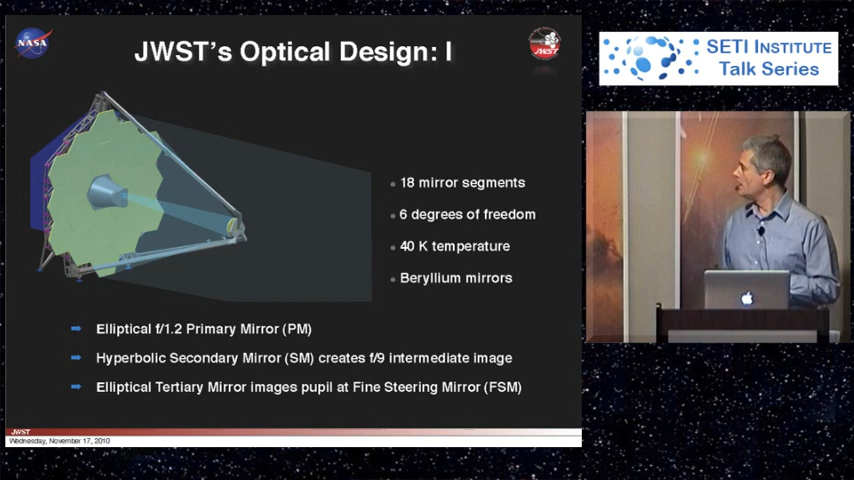 NASA
JWST's Optical Design: I
JWST
SETI INSTITUTE
Talk Series
18 mirror segments
6 degrees of freedom
40 K temperature
Beryllium mirrors
Elliptical f/1.2 Primary Mirror (PM)
Hyperbolic Secondary Mirror (SM) creates f/9 intermediate image
Elliptical Tertiary Mirror images pupil at Fine Steering Mirror (FSM)
JWST
Wednesday, November 17, 2010